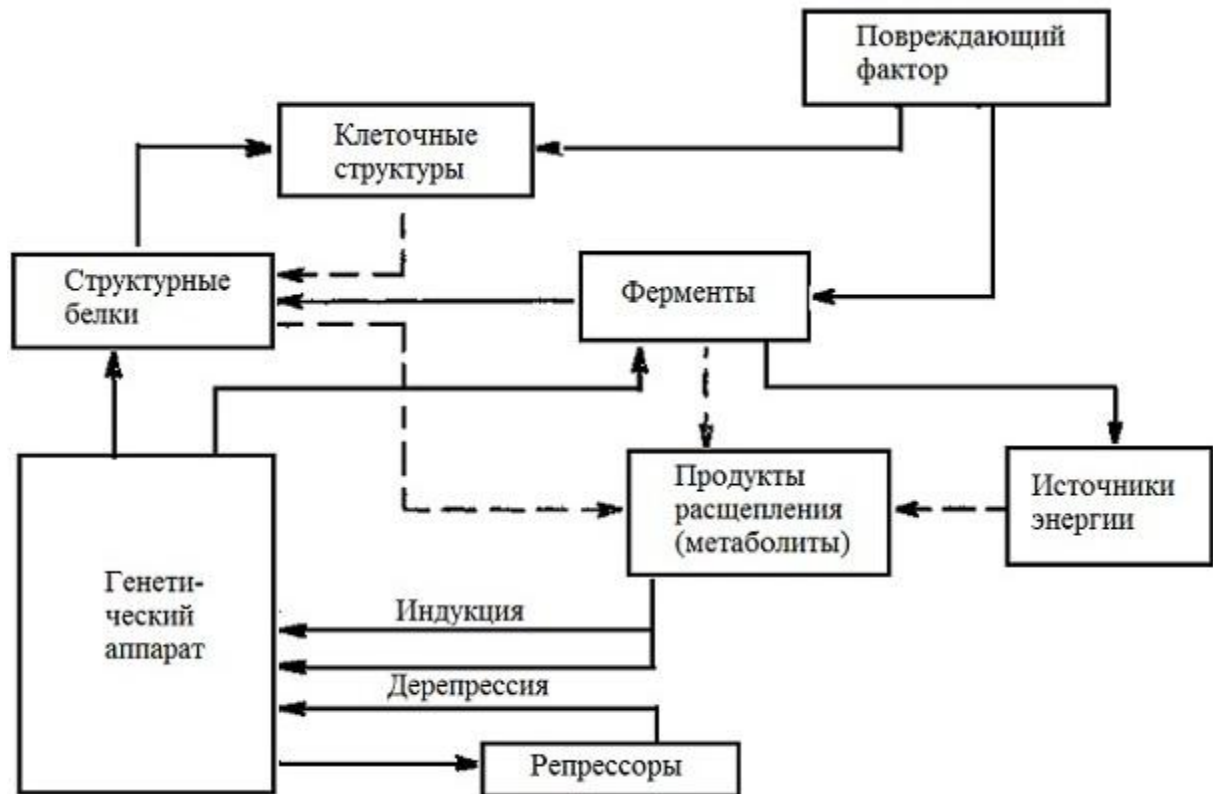 Повреждающий
фактор
Клеточные
структуры
Структурные
белки
Ферменты
Продукты
расщепления
(метаболиты)
Источники
энергии
Генети-
ческий
аппарат
Индукция
Дерепрессия
Репрессоры